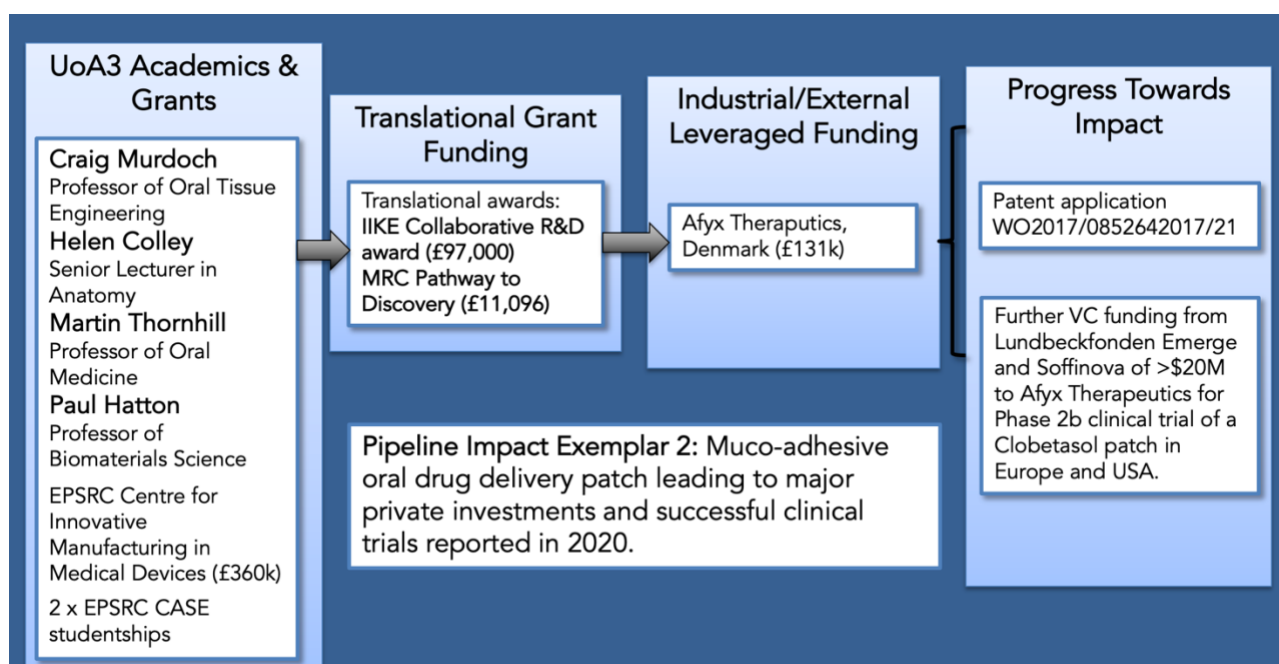 UoA3 Academics &
Grants
Craig Murdoch
Professor of Oral Tissue
Engineering
Helen Colley
Senior Lecturer in
Anatomy
Martin Thornhill
Professor of Oral
Medicine
Paul Hatton
Professor of
Biomaterials Science
EPSRC Centre for
Innovative
Manufacturing in
Medical Devices (£360k)
2 x EPSRC CASE
studentships
Translational Grant
Funding
Translational awards:
IIKE Collaborative R&D
award (£97,000)
MRC Pathway to
Discovery (£11,096)
Industrial/External
Leveraged Funding
Afyx Theraputics,
Denmark (£131k)
Progress Towards
Impact
Patent application
WO2017/0852642017/21
Further VC funding from
Lundbeckfonden Emerge
and Soffinova of >$20M
to Afyx Therapeutics for
Phase 2b clinical trial of a
Clobetasol patch in
Europe and USA.
Pipeline Impact Exemplar 2: Muco-adhesive
oral drug delivery patch leading to major
private investments and successful clinical
trials reported in 2020.